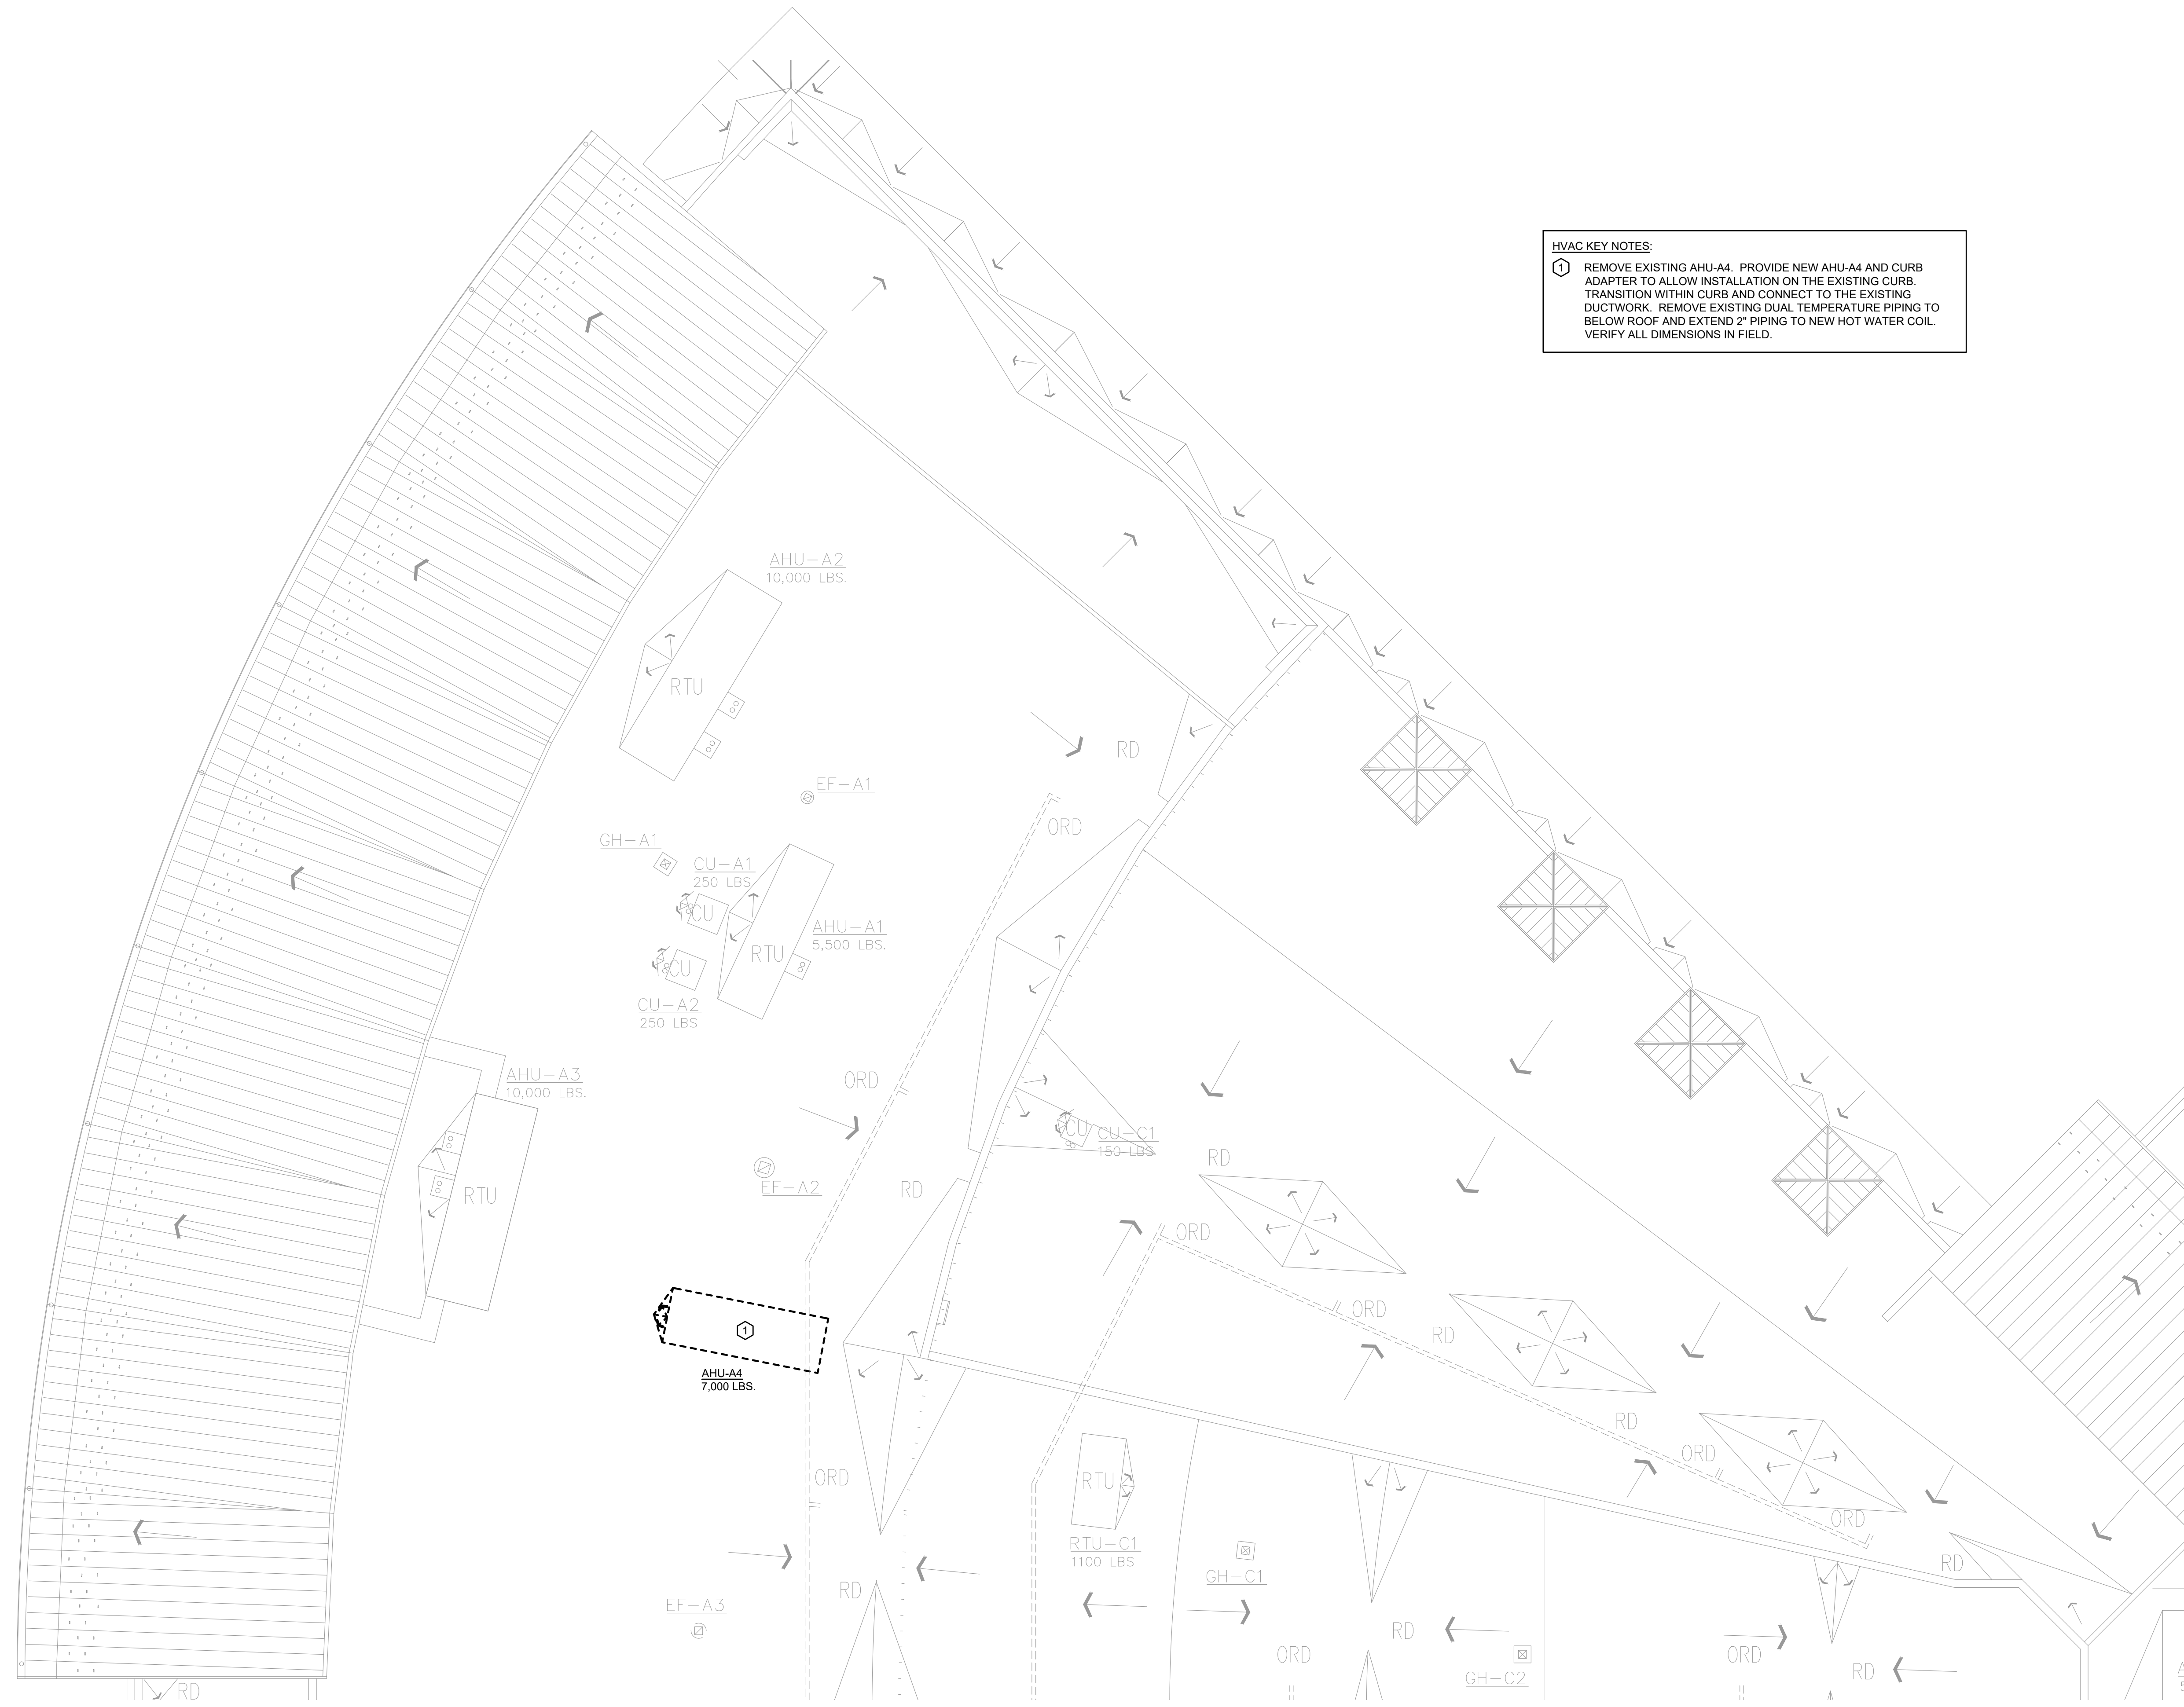 HVAC KEY NOTES:
1 REMOVE EXISTING AHU-A4. PROVIDE NEW AHU-A4 AND CURB
ADAPTER TO ALLOW INSTALLATION ON THE EXISTING CURB.
TRANSITION WITHIN CURB AND CONNECT TO THE EXISTING
DUCTWORK. REMOVE EXISTING DUAL TEMPERATURE PIPING TO
BELOW ROOF AND EXTEND 2" PIPING TO NEW HOT WATER COIL.
VERIFY ALL DIMENSIONS IN FIELD.
AHU-A2
10,000 LBS.
RTU
RD
EF-A1
ORD
GH-A1
CU-A1
250 LBS
CU
AHU-A1
5,500 LBS.
RTU
CU
CU-A2
250 LBS
AHU-A3
10,000 LBS.
RTU
ORD
CU
CU-C1
150 LBS
RD
EF-A2
RD
ORD
ORD
RD
1
AHU-A4
7,000 LBS.
RD
ORD
ORD
RTU
RTU-C1
1100 LBS
ORD
GH-C1
RD
RD
EF-A3
RD
ORD
ORD
GH-C2
RD
RD